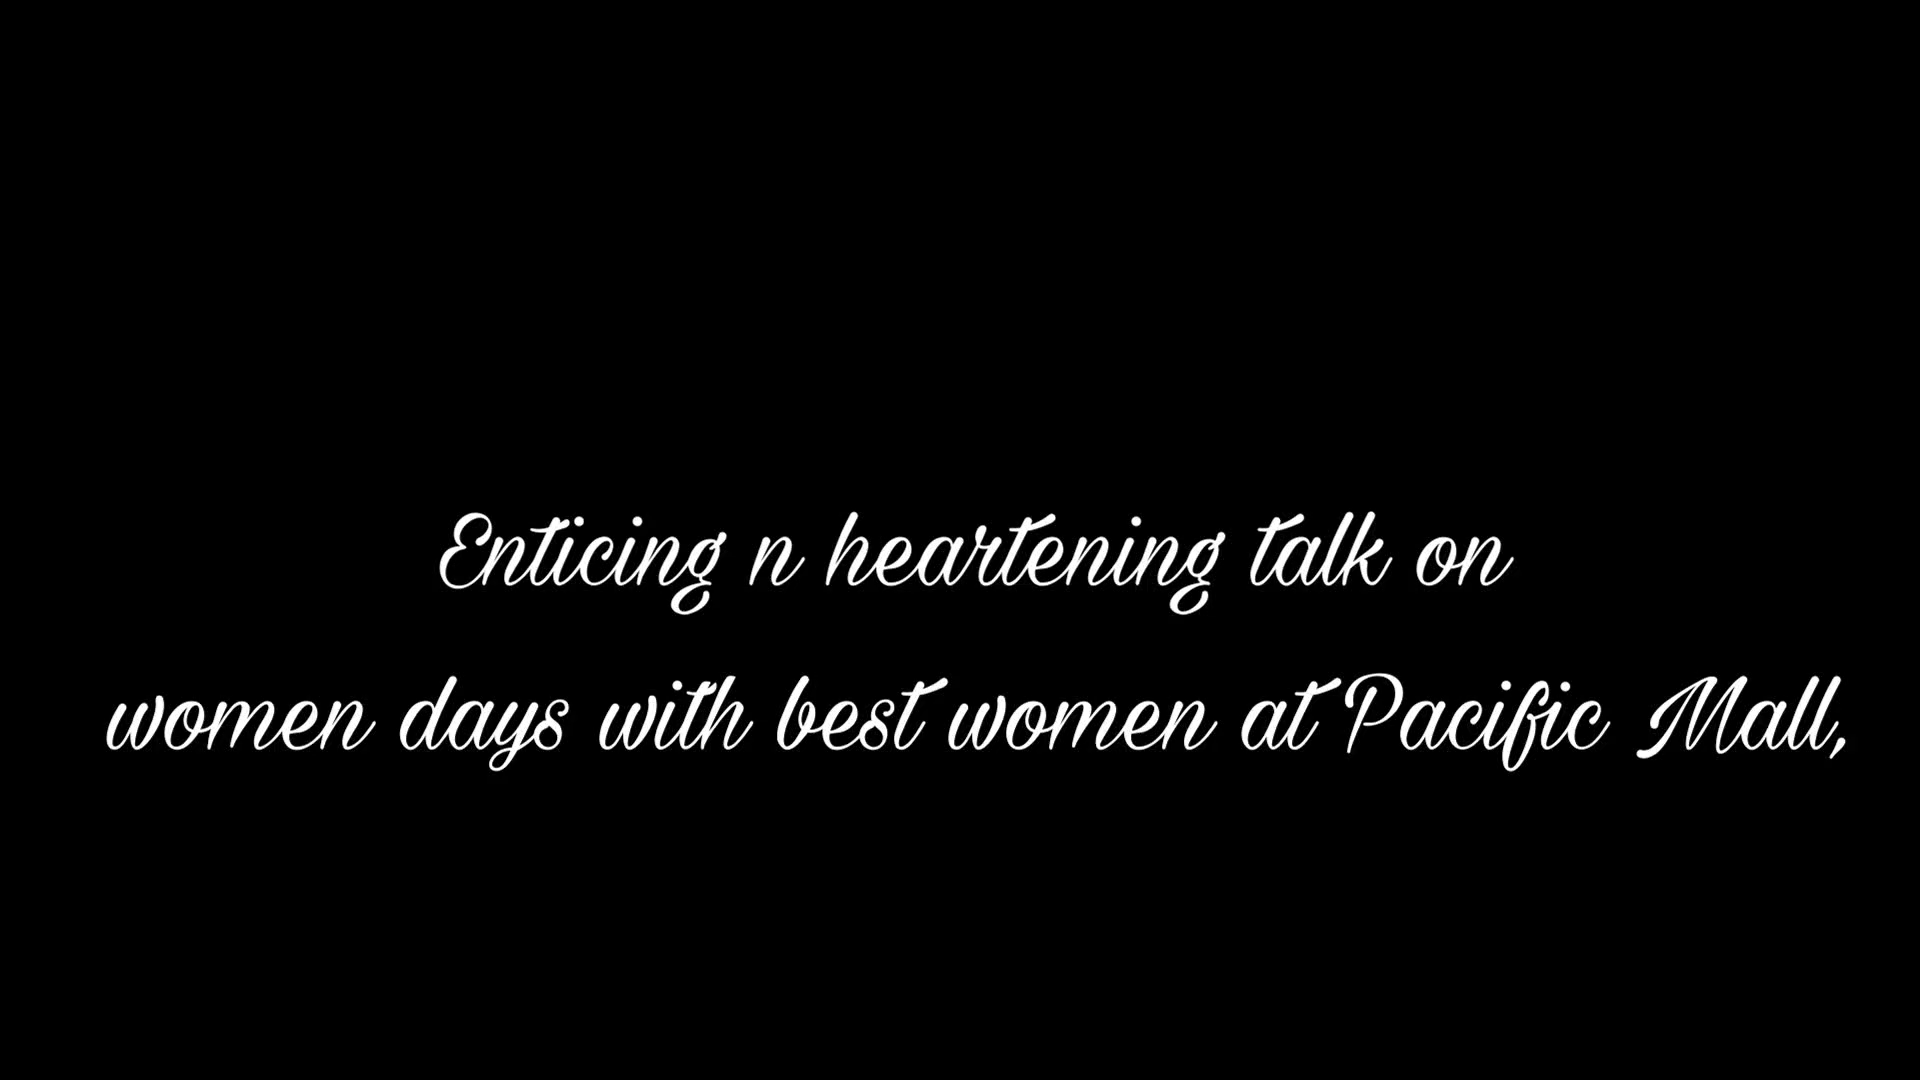 Enticing n heartening talk on
women days with best women at Pacific Mall,